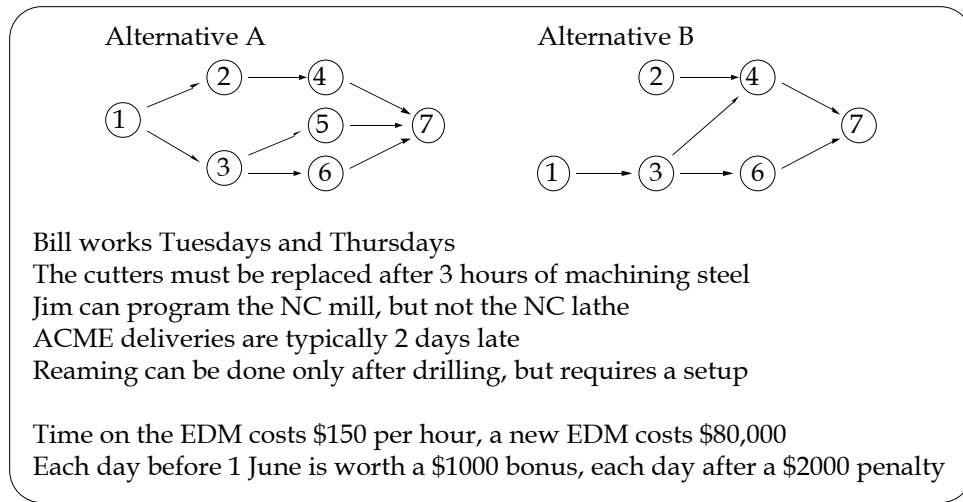 Alternative A
Alternative B
2 4
1 5 7
3 6
2 4
7
1 3 6
Bill works Tuesdays and Thursdays
The cutters must be replaced after 3 hours of machining steel
Jim can program the NC mill, but not the NC lathe
ACME deliveries are typically 2 days late
Reaming can be done only after drilling, but requires a setup
Time on the EDM costs $150 per hour, a new EDM costs $80,000
Each day before 1 June is worth a $1000 bonus, each day after a $2000 penalty